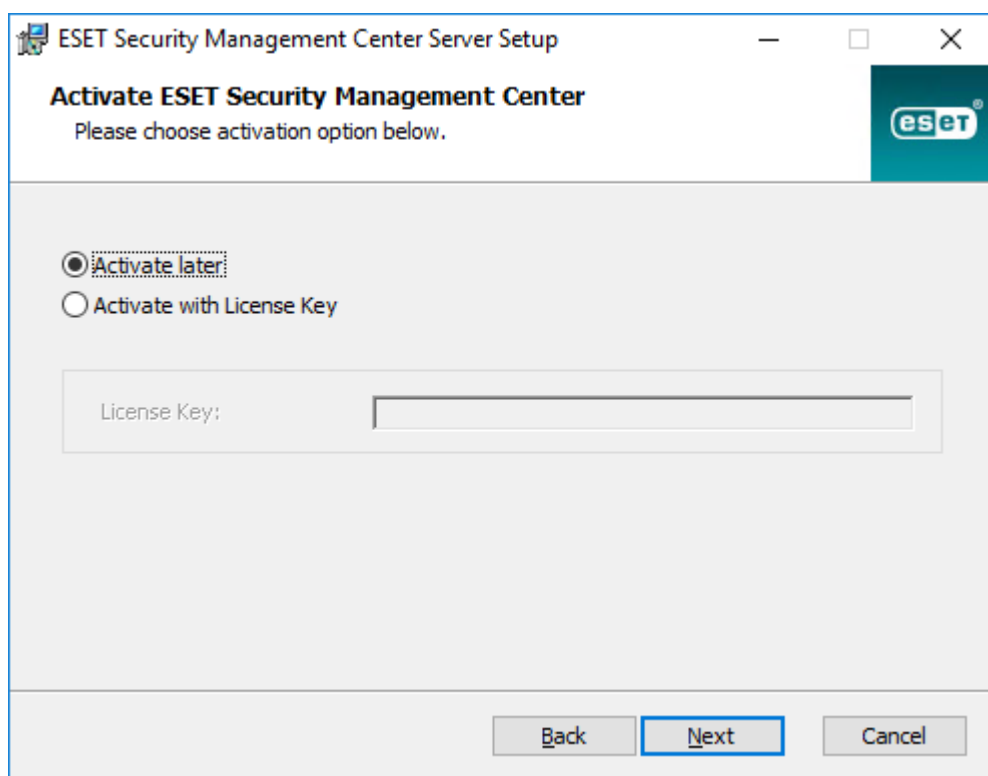 ESET Security Management Center Server Setup
Activate ESET Security Management Center
Please choose activation option below.
eseT®
Activate later
Activate with License Key
License Key:
Back Next Cancel